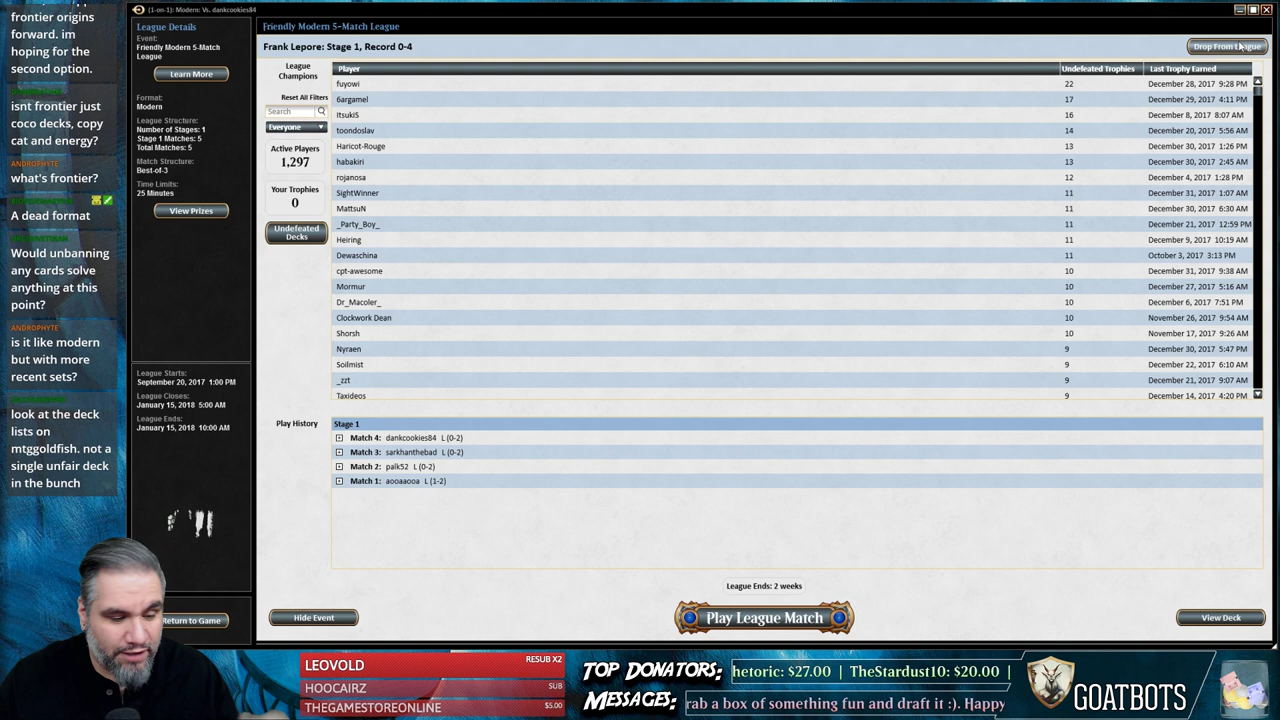 frontier origins
forward. im
hoping for the
second option.
isnt frontier just
coco decks, copy
cat and energy?
ANDROPHYTE
what's frontier?
A dead format
Would unbanning
any cards solve
anything at this
point?
ANDROPHYTE
is it like modern
but with more
recent sets?
look at the deck
lists on
mtggoldfish. not a
single unfair deck
in the bunch
(1-on-1): Modern: Vs. dankcookies84
League Details
Event:
Friendly Modern 5-Match
League
Learn More
Format:
Modern
League Structure:
Number of Stages: 1
Stage 1 Matches: 5
Total Matches: 5
Match Structure:
Best-of-3
Time Limits:
25 Minutes
View Prizes
League Starts:
September 20, 2017 1:00 PM
League Closes:
January 15, 2018 5:00 AM
League Ends:
January 15, 2018 10:00 AM
Return to Game
Friendly Modern 5-Match League
Frank Lepore: Stage 1, Record 0-4
Drop From League
League
Champions
Reset All Filters
Search
Everyone
Active Players
1,297
Your Trophies
0
Undefeated
Decks
Player Undefeated Trophies Last Trophy Earned
fuyowi 22 December 28, 2017 9:28 PM
6argamel 17 December 29, 2017 4:11 PM
ItsukiS 16 December 8, 2017 8:07 AM
toondoslav 14 December 20, 2017 5:56 AM
Haricot-Rouge 13 December 30, 2017 1:26 PM
habakiri 13 December 30, 2017 2:45 AM
rojanosa 12 December 4, 2017 1:28 PM
SightWinner 11 December 31, 2017 1:07 AM
MattsuN 11 December 30, 2017 6:30 AM
_Party_Boy_ 11 December 21, 2017 12:59 PM
Heiring 11 December 9, 2017 10:19 AM
Dewaschina 11 October 3, 2017 3:13 PM
cpt-awesome 10 December 31, 2017 9:38 AM
Mormur 10 December 27, 2017 5:16 AM
Dr_Macoler_ 10 December 6, 2017 7:51 PM
Clockwork Dean 10 November 26, 2017 9:54 AM
Shorsh 10 November 17, 2017 9:26 AM
Nyraen 9 December 30, 2017 5:47 PM
Soilmist 9 December 22, 2017 6:10 AM
_zzt 9 December 21, 2017 9:07 AM
Taxideos 9 December 14, 2017 4:20 PM
Play History
Stage 1
Match 4: dankcookies84 L (0-2)
Match 3: sarkhanthebad L (0-2)
Match 2: palk52 L (0-2)
Match 1: aooaaooa L (1-2)
League Ends: 2 weeks
Hide Event
Play League Match
View Deck
LEOVOLD RESUB X2
HOOCAIRZ SUB
THEGAMESTOREONLINE $5.00
TOP DONATORS: hetoric: $27.00 | TheStardust10: $20.00 |
MESSAGES: rab a box of something fun and draft it :). Happy
GOATBOTS